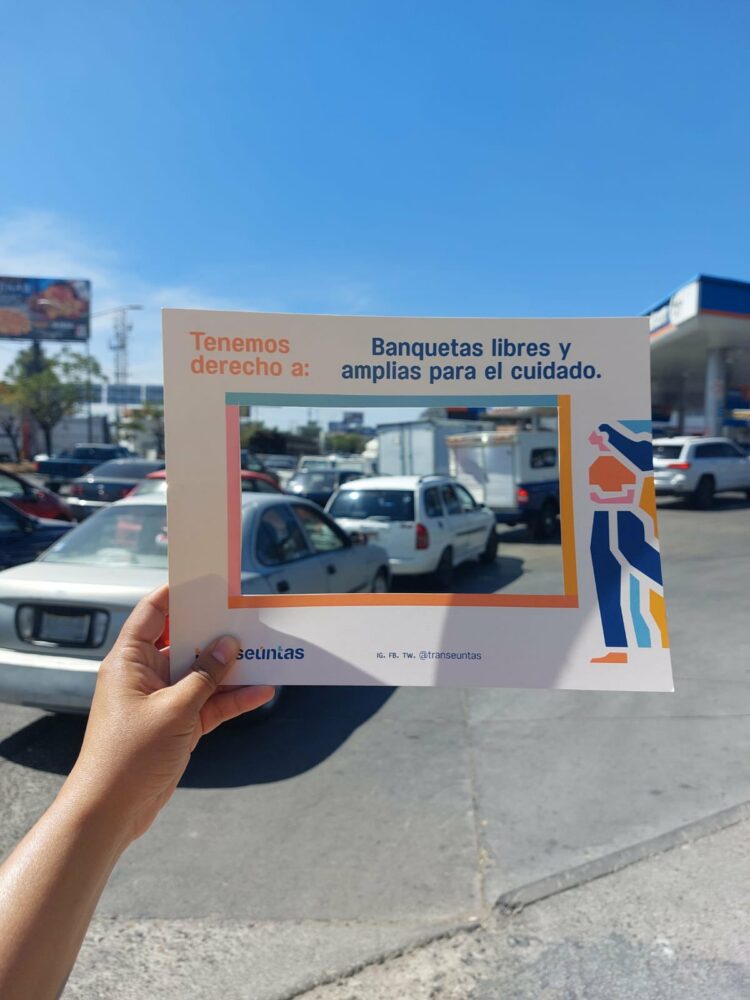 Tenemos
derecho a:
Banquetas libres y
amplias para el cuidado.
IG. FB. TW. @transeuntas